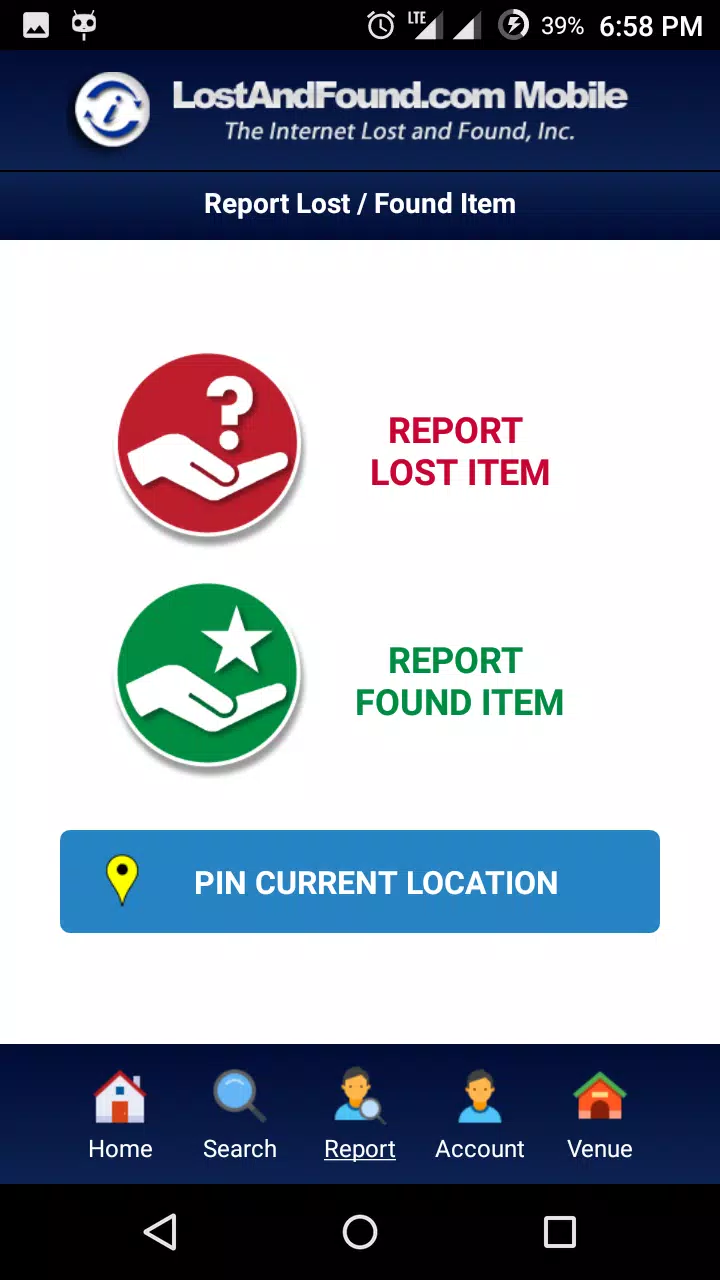 LTE
39%
6:58 PM
LostAndFound.com Mobile
The Internet Lost and Found, Inc.
Report Lost / Found Item
?
REPORT
LOST ITEM
REPORT
FOUND ITEM
PIN CURRENT LOCATION
Home
Search
Report
Account
Venue